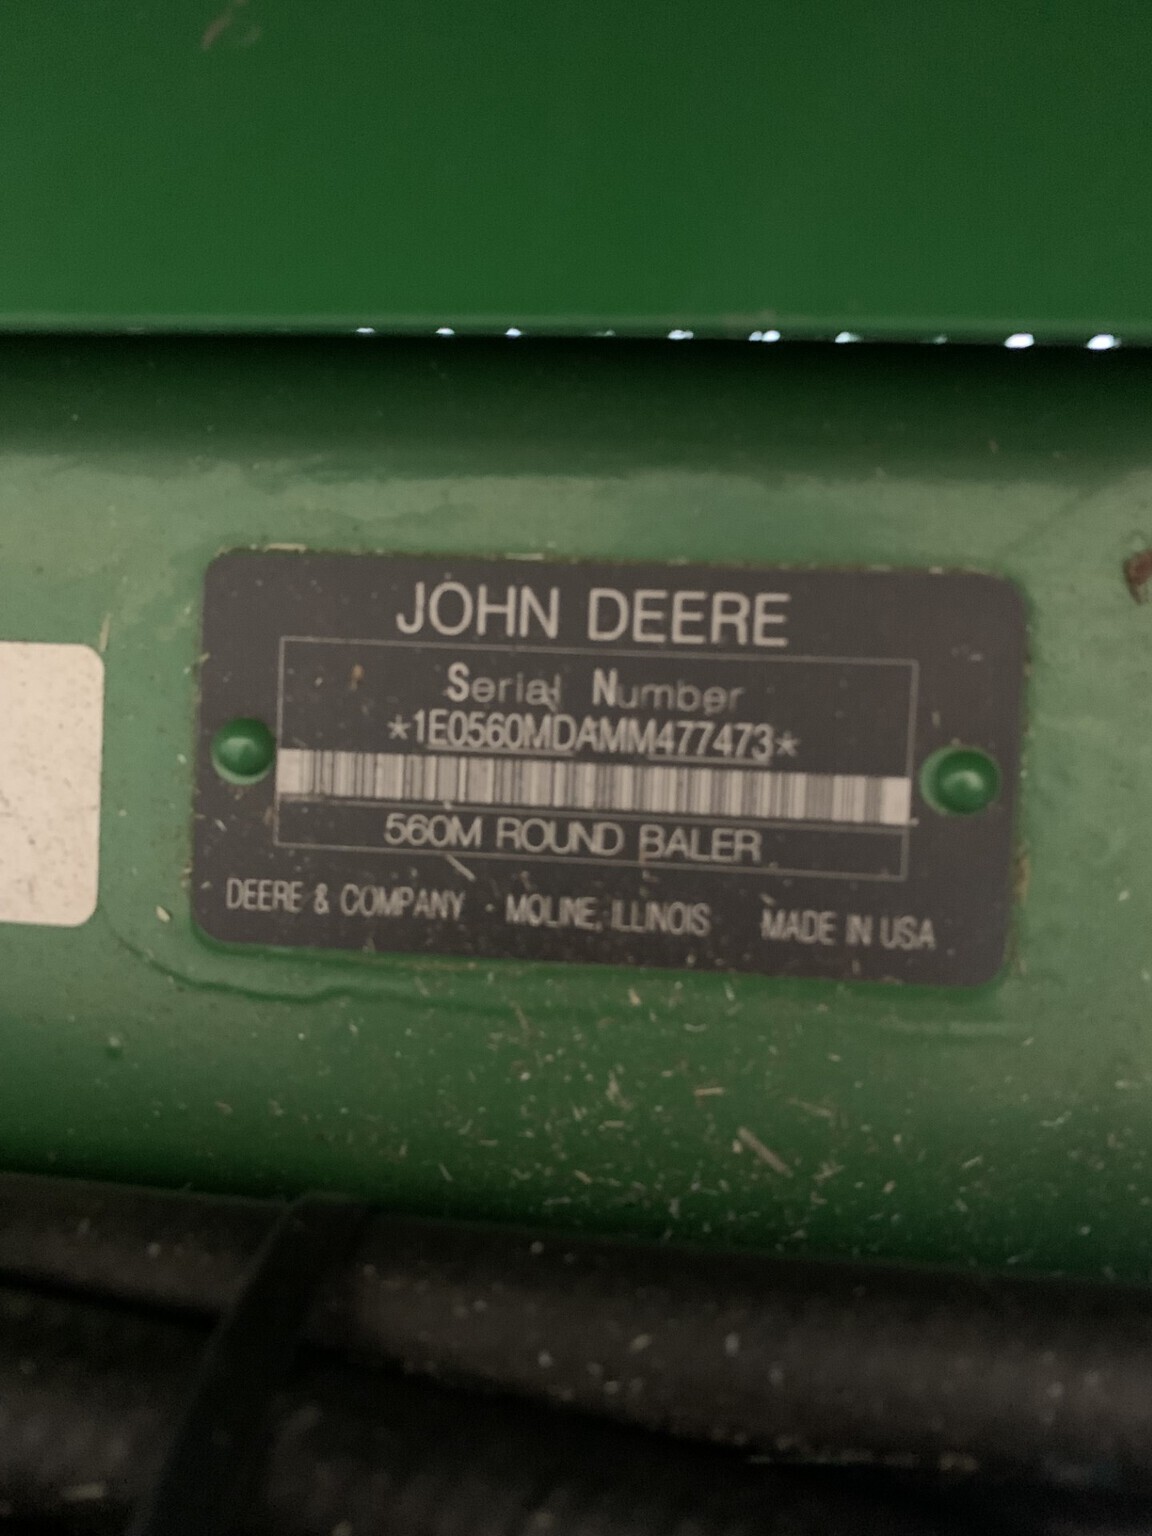 JOHN DEERE
Serial Number
*1E0560MDAMM477473*
560M ROUND BALER
DEERE & COMPANY · MOLINE, ILLINOIS MADE IN USA